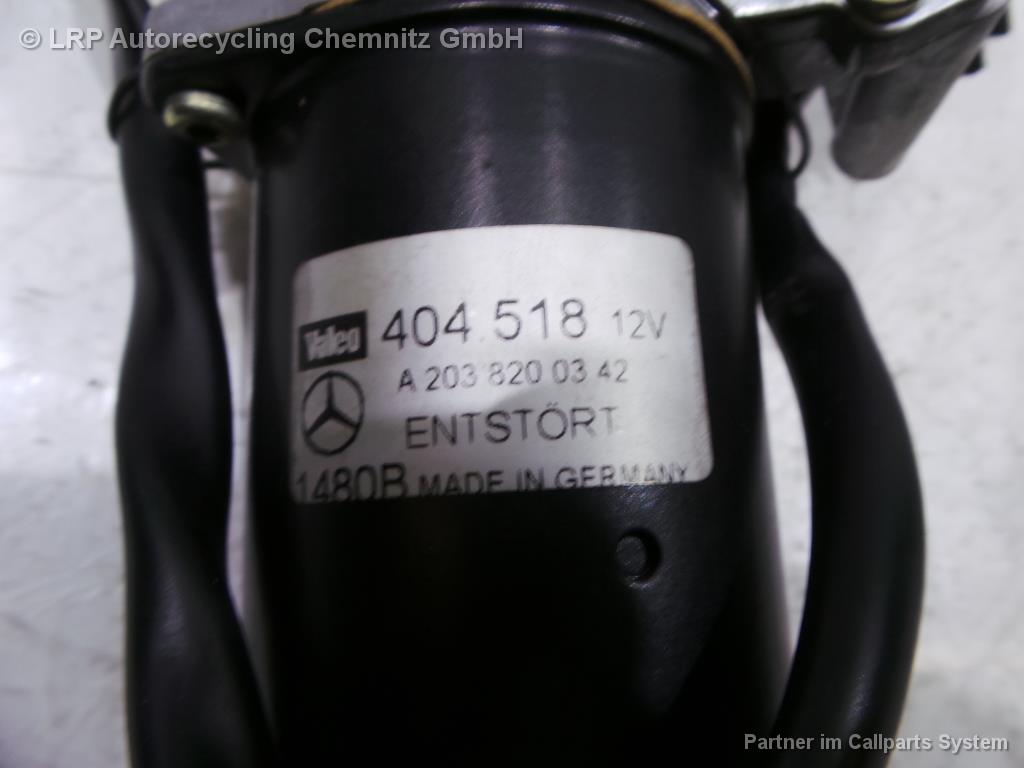 © LRP Autorecycling Chemnitz GmbH
Valeo 404 518 12V
A 203 820 03 42
ENTSTÖRT
1480B MADE IN GERMANY
Partner im Callparts System